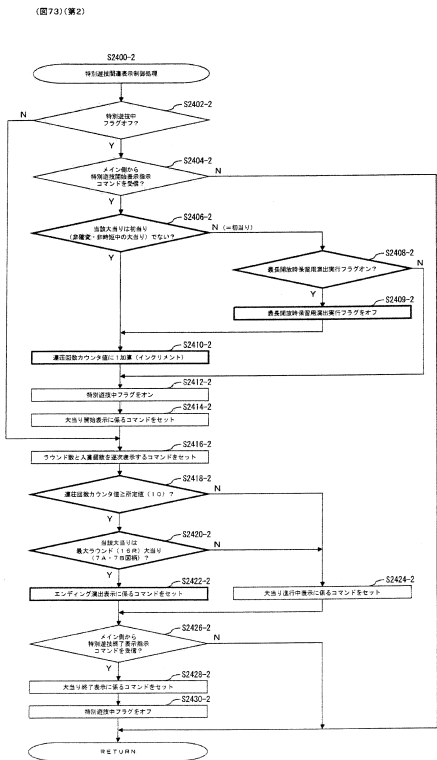 (図73)(第2)
S2400-2
特別遊技関連表示制御処理
N
S2402-2
特別遊技中
フラグオフ?
Y
S2404-2
メイン側から
特別遊技開始表示指示
コマンドを受信?
N
Y
S2406-2
当該大当りは初当り
(非確変・非時短中の大当り)でない?
N (=初当り)
Y
S2408-2
最長開放時保留用演出実行フラグオン?
N
Y
S2409-2
最長開放時保留用演出実行フラグをオフ
S2410-2
連荘回数カウンタ値に1加算(インクリメント)
S2412-2
特別遊技中フラグをオン
S2414-2
大当り開始表示に係るコマンドをセット
S2416-2
ラウンド数と入賞個数を逐次表示するコマンドをセット
S2418-2
連荘回数カウンタ値≧所定値(10)?
N
Y
S2420-2
当該大当りは
最大ラウンド(16R)大当り
(7A・7B図柄)?
N
Y
S2422-2
エンディング演出表示に係るコマンドをセット
S2424-2
大当り進行中表示に係るコマンドをセット
S2426-2
メイン側から
特別遊技終了表示指示
コマンドを受信?
N
Y
S2428-2
大当り終了表示に係るコマンドをセット
S2430-2
特別遊技中フラグをオフ
RETURN